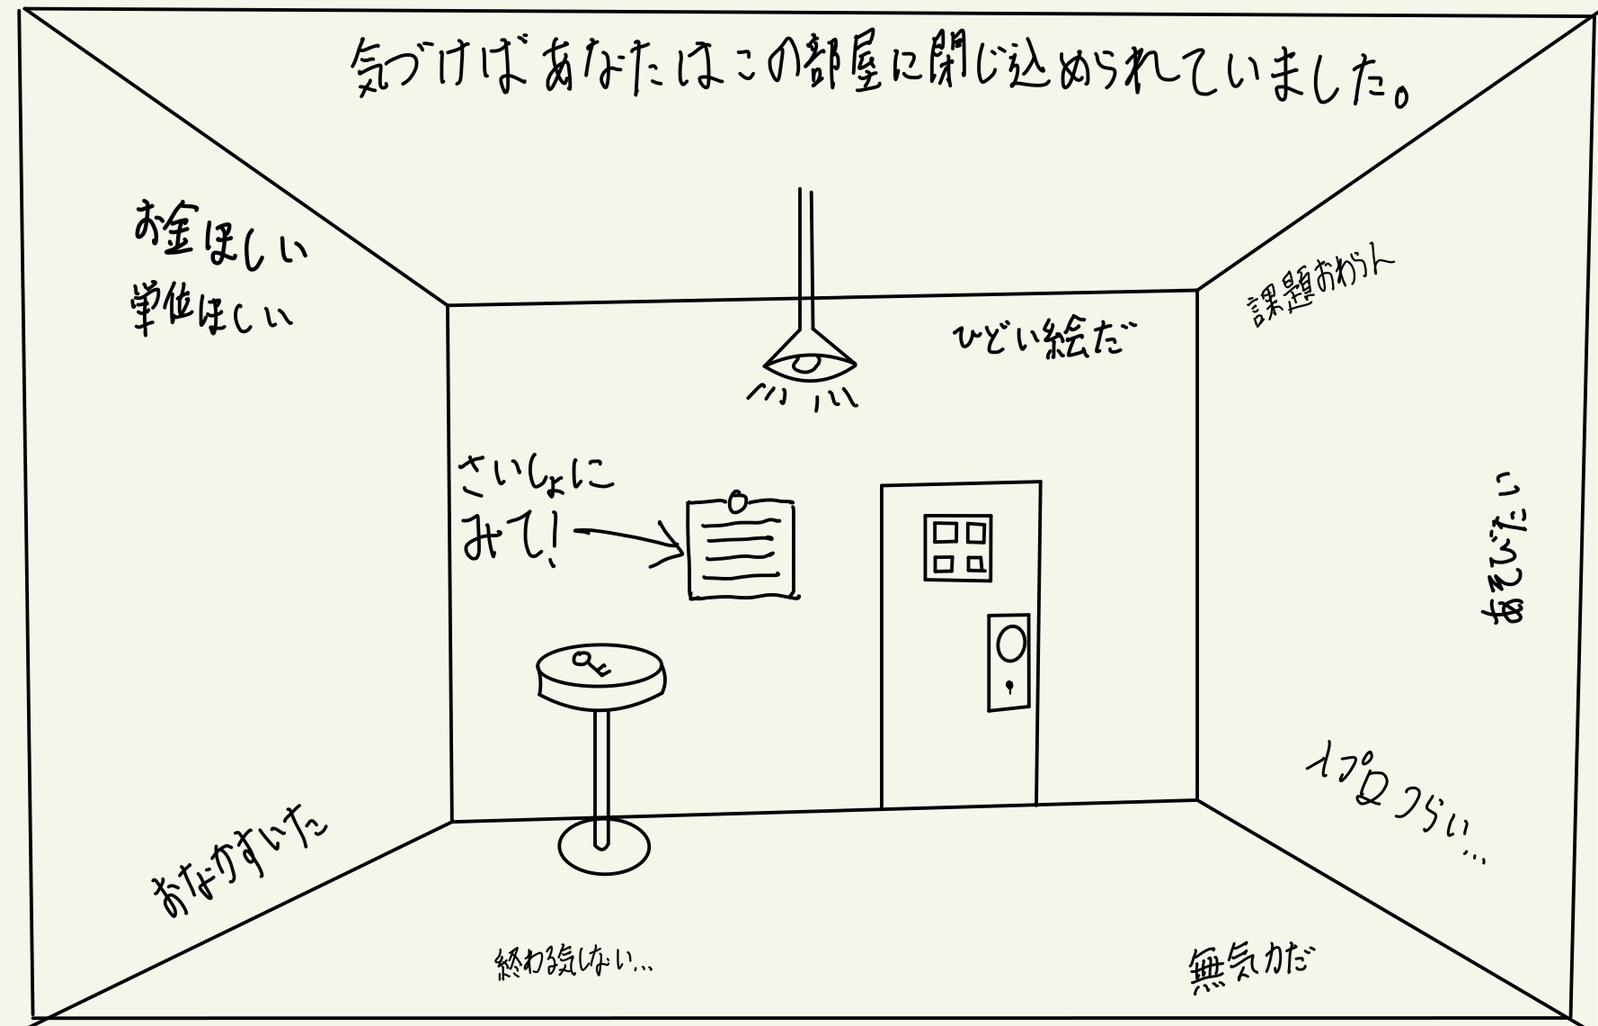 気づけばあなたはこの部屋に閉じ込められていました。
お金ほしい
単位ほしい
課題おわらん
ひどい絵だ
さいしょに
みて!
あそびたい
イプロつらい...
おなかすいた
終わる気しない...
無気力だ